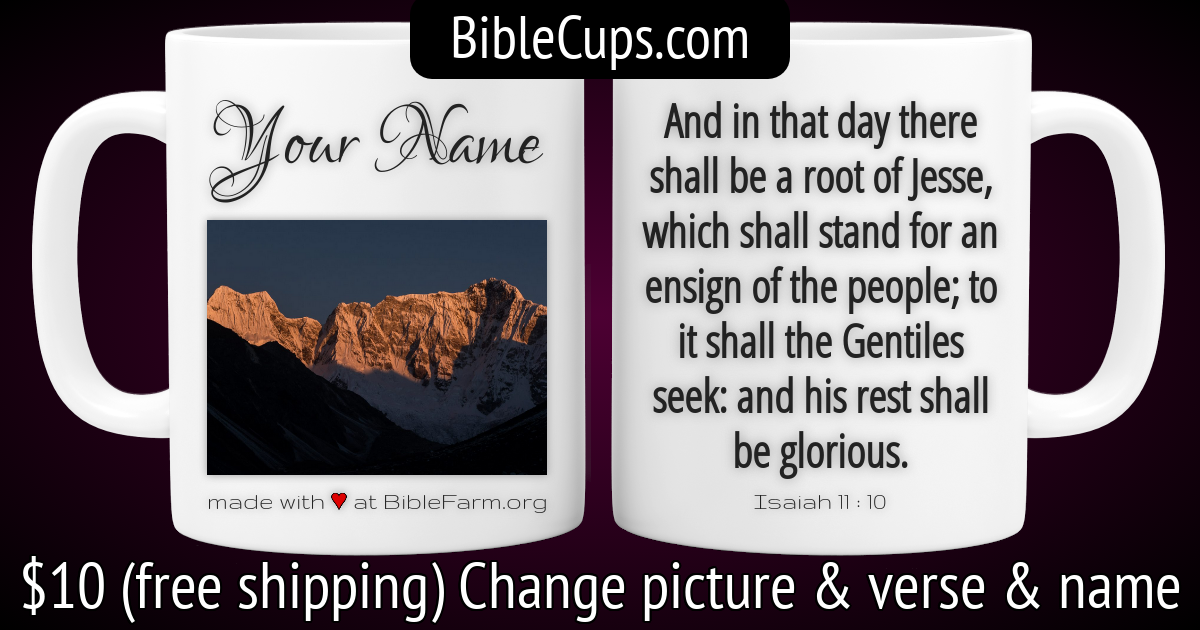 BibleCups.com
Your Name
made with ♥ at BibleFarm.org
And in that day there
shall be a root of Jesse,
which shall stand for an
ensign of the people; to
it shall the Gentiles
seek: and his rest shall
be glorious.
Isaiah 11 : 10
$10 (free shipping) Change picture & verse & name